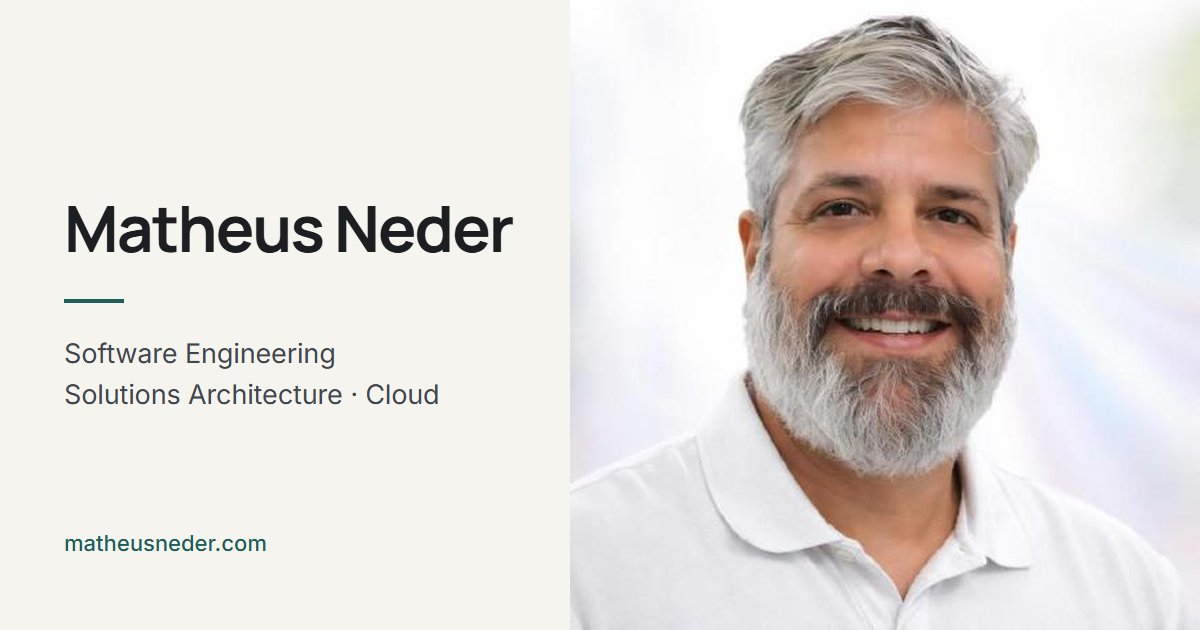 Matheus Neder
Software Engineering
Solutions Architecture · Cloud
matheusneder.com